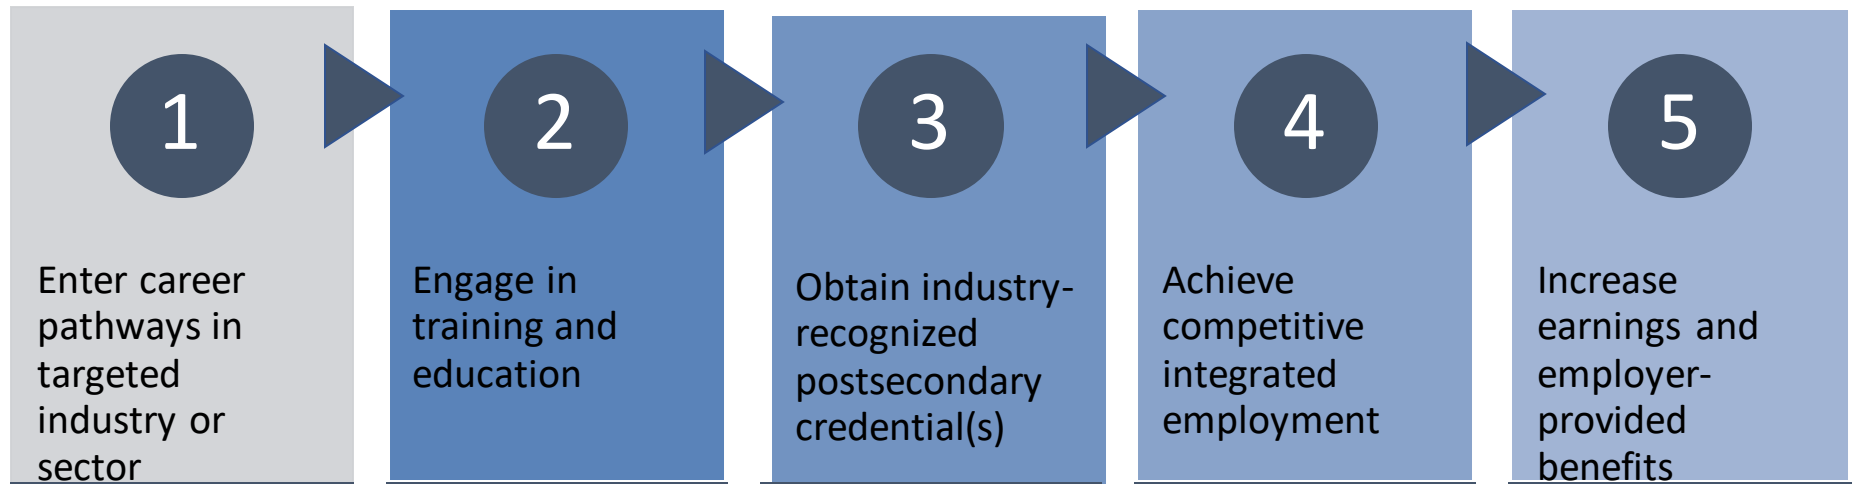 1
Enter career
pathways in
targeted
industry or
sector
2
Engage in
training and
education
3
Obtain industry-
recognized
postsecondary
credential(s)
4
Achieve
competitive
integrated
employment
5
Increase
earnings and
employer-
provided
benefits